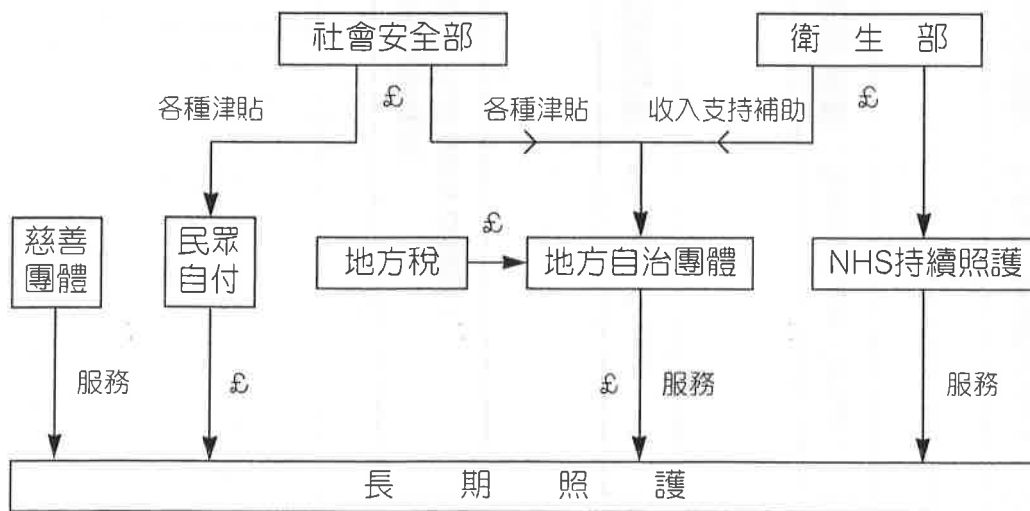 社會安全部
衛生部
£
£
各種津貼
各種津貼
收入支持補助
慈善
團體
民眾
自付
地方稅
£
地方自治團體
NHS持續照護
服務
£
£
服務
服務
長期照護